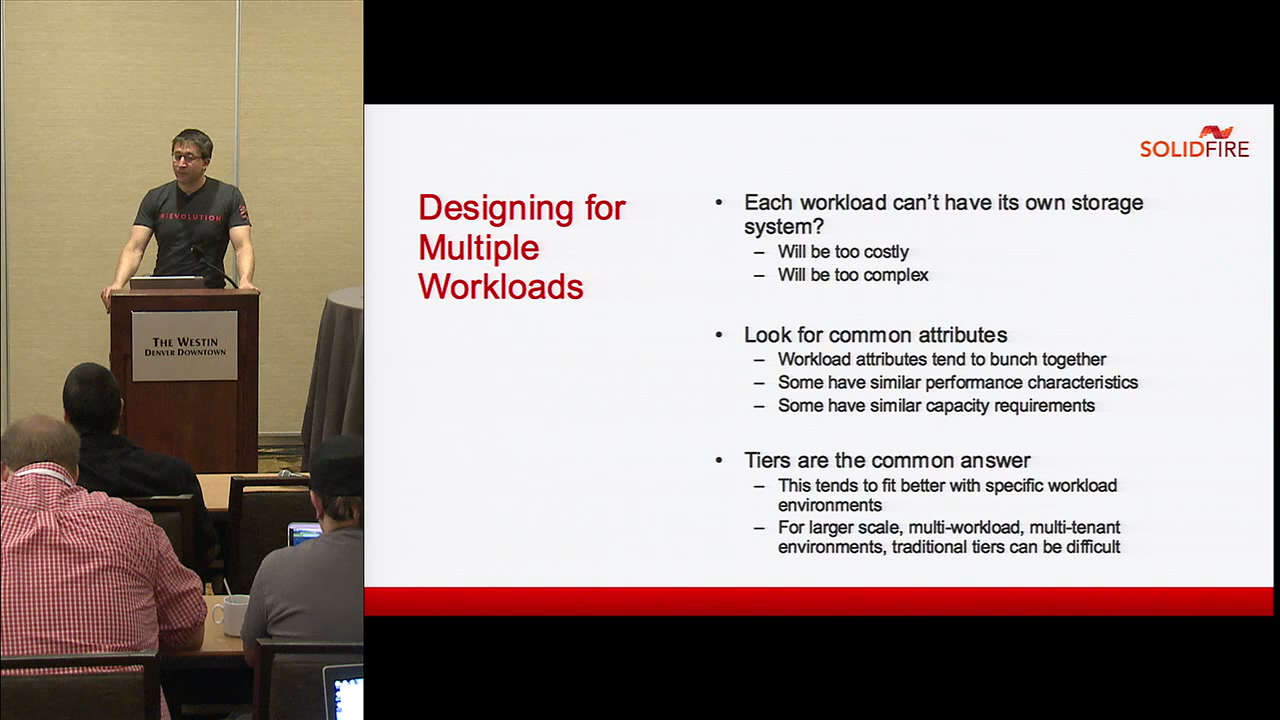 (R)EVOLUTION
THE WESTIN
DENVER DOWNTOWN
SOLIDFIRE
Designing for
Multiple
Workloads
• Each workload can't have its own storage
system?
– Will be too costly
– Will be too complex
• Look for common attributes
– Workload attributes tend to bunch together
– Some have similar performance characteristics
– Some have similar capacity requirements
• Tiers are the common answer
– This tends to fit better with specific workload
environments
– For larger scale, multi-workload, multi-tenant
environments, traditional tiers can be difficult